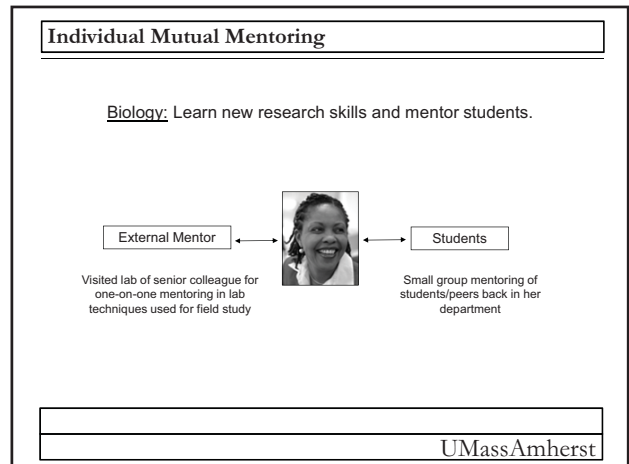 Individual Mutual Mentoring
Biology: Learn new research skills and mentor students.
External Mentor
Students
Visited lab of senior colleague for
one-on-one mentoring in lab
techniques used for field study
Small group mentoring of
students/peers back in her
department
UMassAmherst